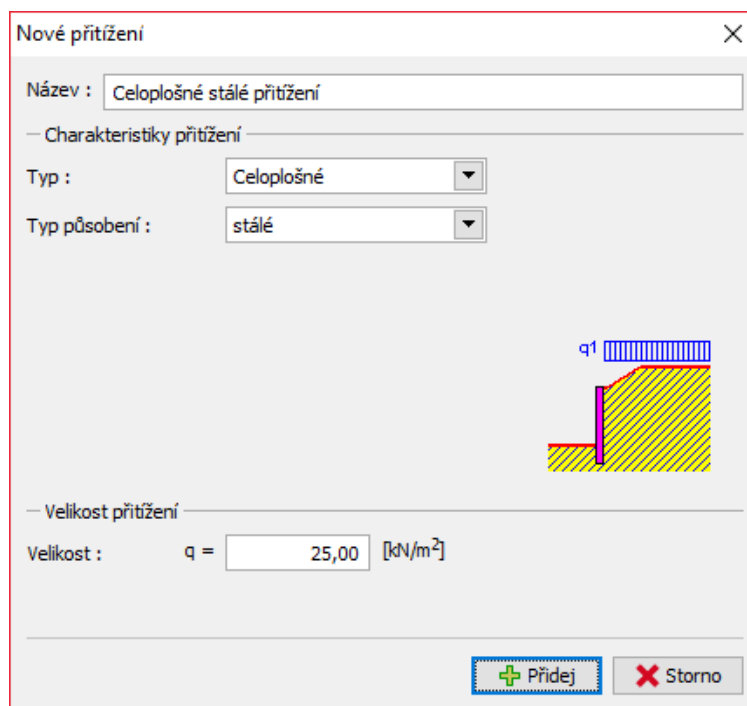 Nové přitížení
Název : Celoplošné stálé přitížení
Charakteristiky přitížení
Typ : Celoplošné
Typ působení : stálé
q1
Velikost přitížení
Velikost : q = 25,00 [kN/m²]
Přidej Storno